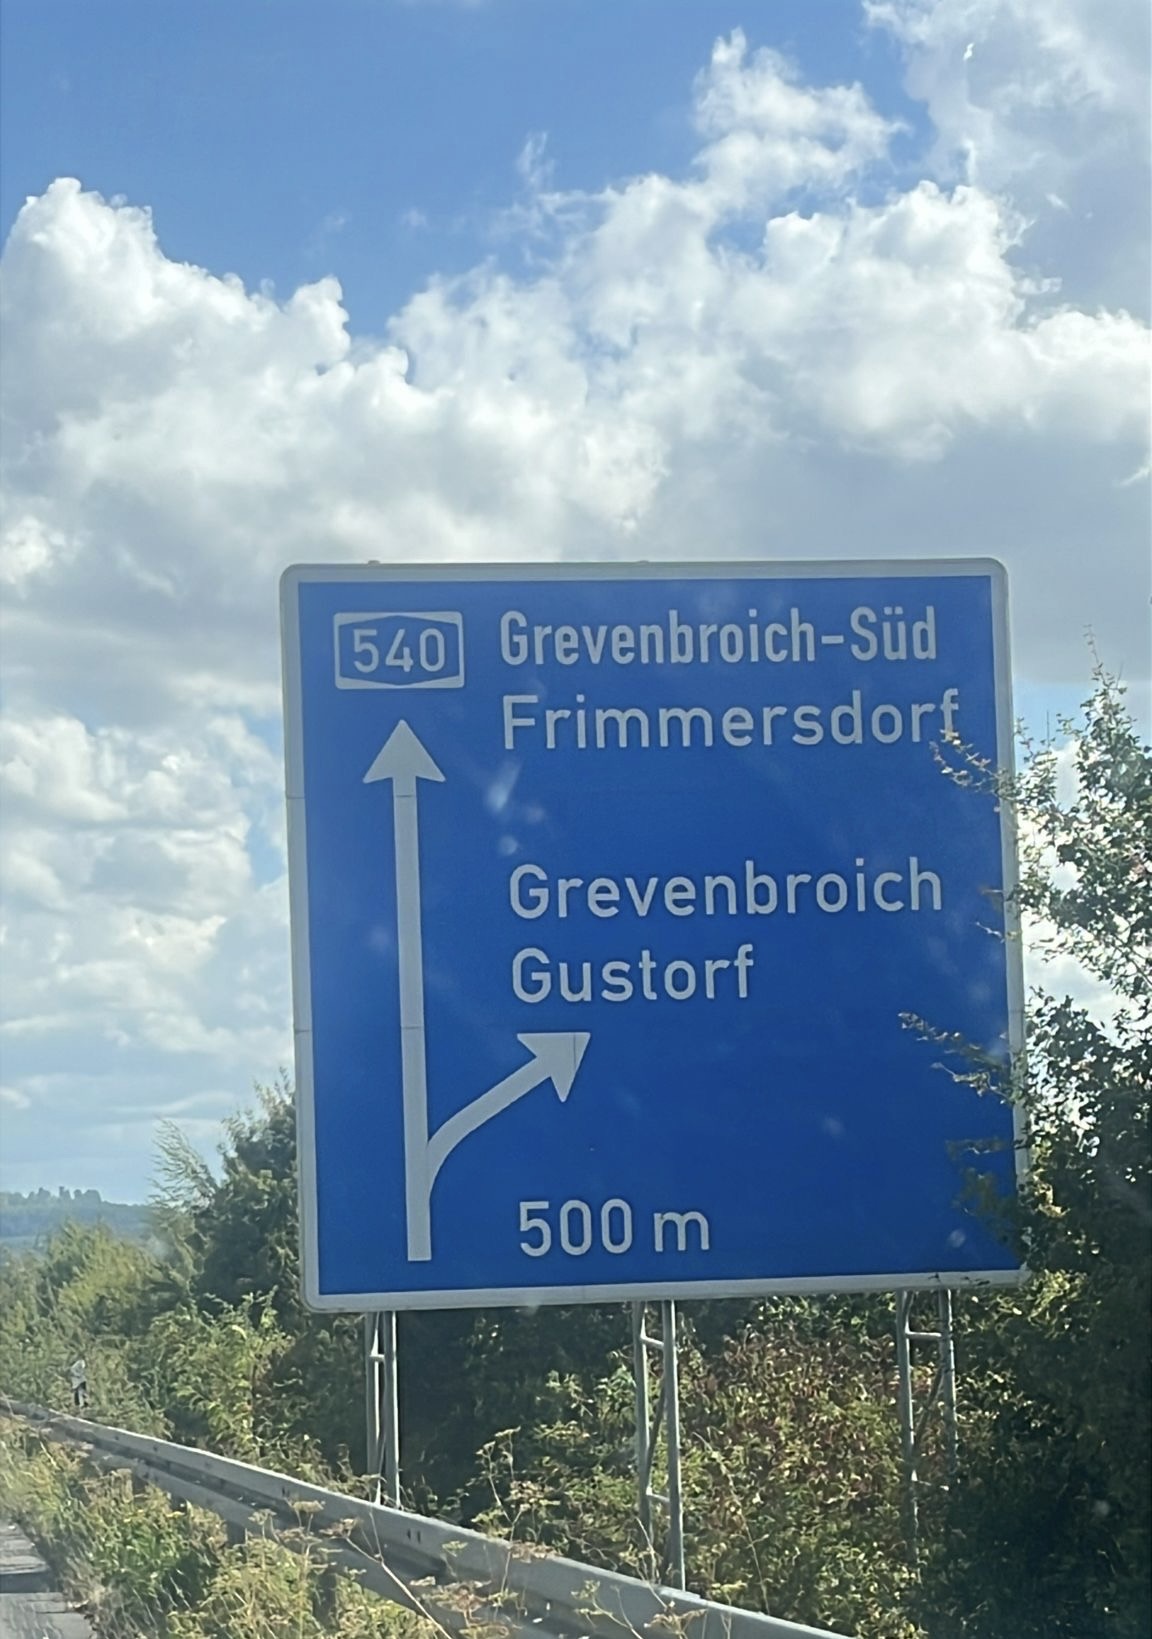 540
Grevenbroich-Süd
Frimmersdorf
Grevenbroich
Gustorf
500 m